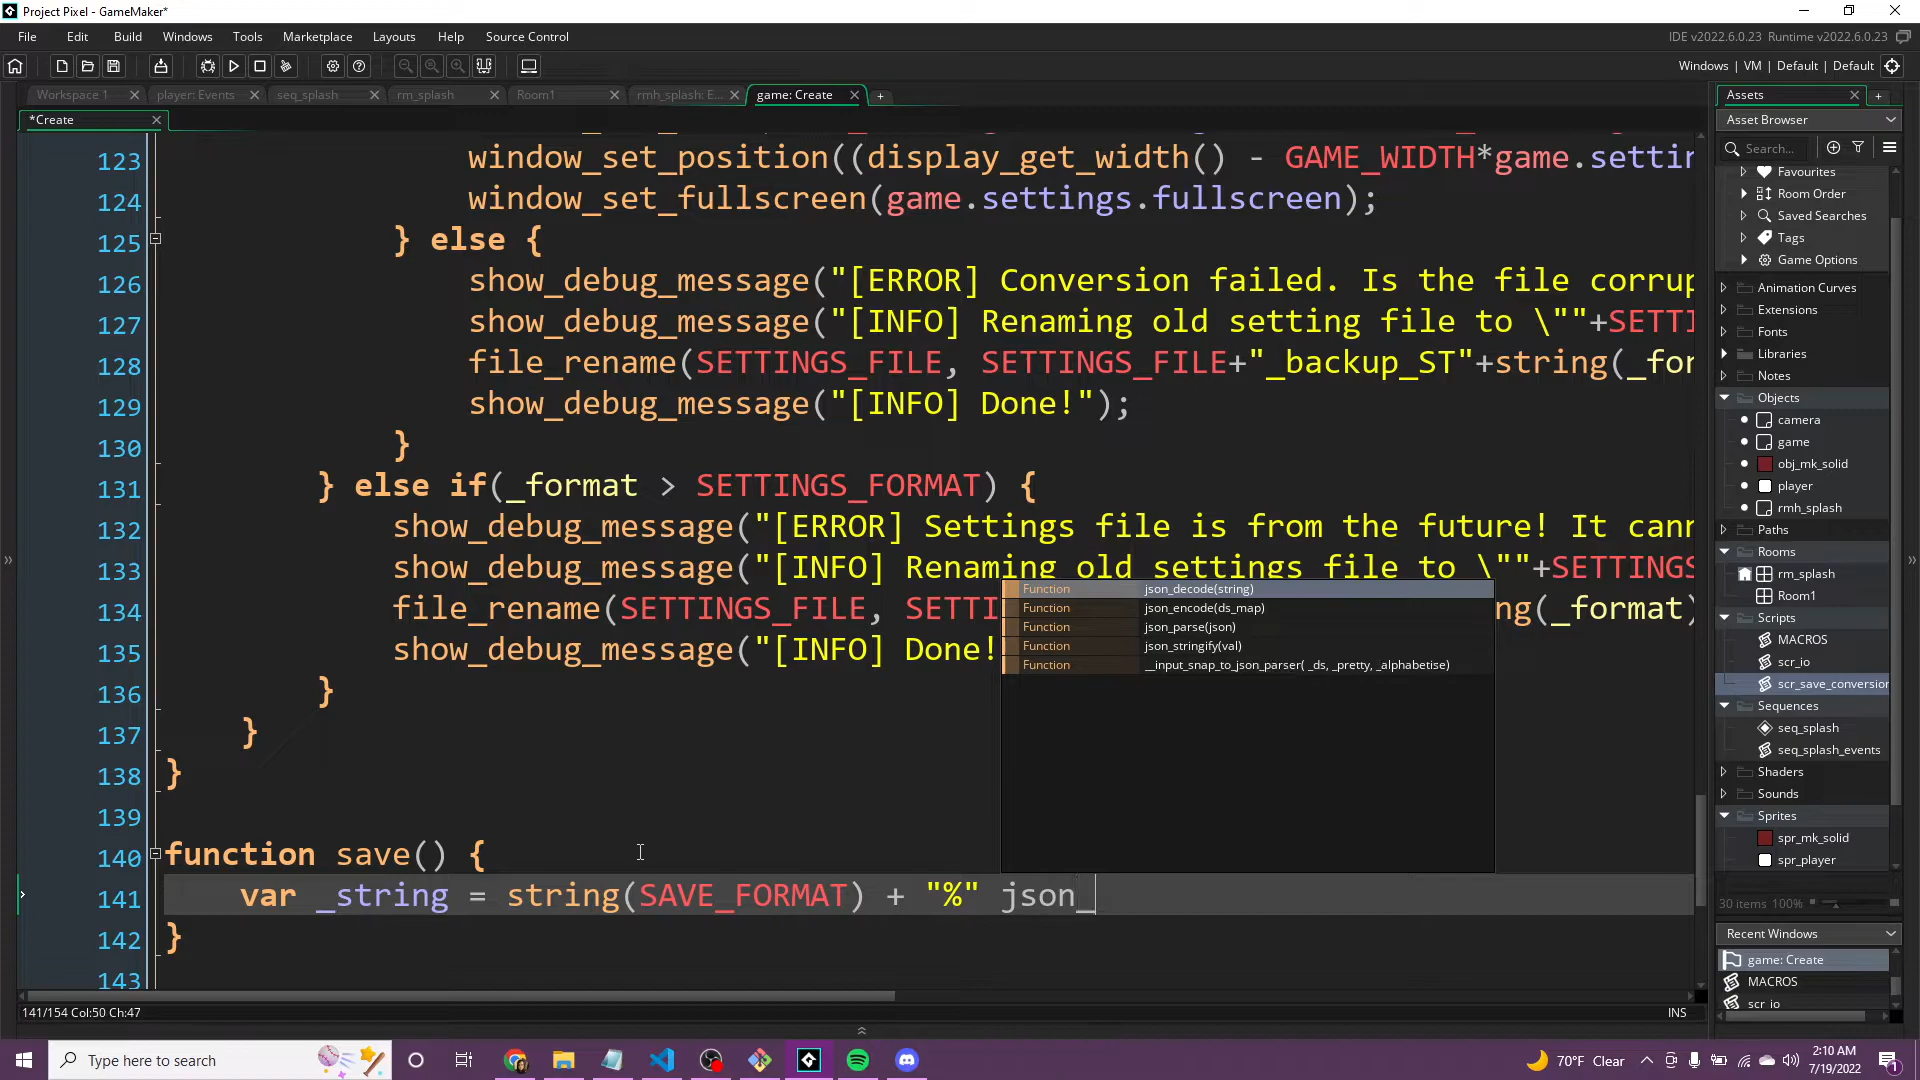 Project Pixel - GameMaker*
File Edit Build Windows Tools Marketplace Layouts Help Source Control
IDE v2022.6.0.23 Runtime v2022.6.0.23
Windows | VM | Default | Default
Workspace 1 player: Events seq_splash rm_splash Room1 rmh_splash: E... game: Create
*Create
123 window_set_position((display_get_width() - GAME_WIDTH*game.settin
124 window_set_fullscreen(game.settings.fullscreen);
125 } else {
126 show_debug_message("[ERROR] Conversion failed. Is the file corrup
127 show_debug_message("[INFO] Renaming old setting file to \""+SETTI
128 file_rename(SETTINGS_FILE, SETTINGS_FILE+"_backup_ST"+string(_for
129 show_debug_message("[INFO] Done!");
130 }
131 } else if(_format > SETTINGS_FORMAT) {
132 show_debug_message("[ERROR] Settings file is from the future! It cann
133 show_debug_message("[INFO] Renaming old settings file to \""+SETTINGS
134 file_rename(SETTINGS_FILE, SETTI ng(_format)
135 show_debug_message("[INFO] Done!
136 }
137 }
138 }
139
140 function save() {
141 var _string = string(SAVE_FORMAT) + "%" json_
142 }
143
Function json_decode(string)
Function json_encode(ds_map)
Function json_parse(json)
Function json_stringify(val)
Function __input_snap_to_json_parser( _ds, _pretty, _alphabetise)
Assets
Asset Browser
Search...
Favourites
Room Order
Saved Searches
Tags
Game Options
Animation Curves
Extensions
Fonts
Libraries
Notes
Objects
camera
game
obj_mk_solid
player
rmh_splash
Paths
Rooms
rm_splash
Room1
Scripts
MACROS
scr_io
scr_save_conversion
Sequences
seq_splash
seq_splash_events
Shaders
Sounds
Sprites
spr_mk_solid
spr_player
30 items 100%
Recent Windows
game: Create
MACROS
scr_io
141/154 Col:50 Ch:47
INS
Type here to search
70°F Clear
2:10 AM
7/19/2022
1